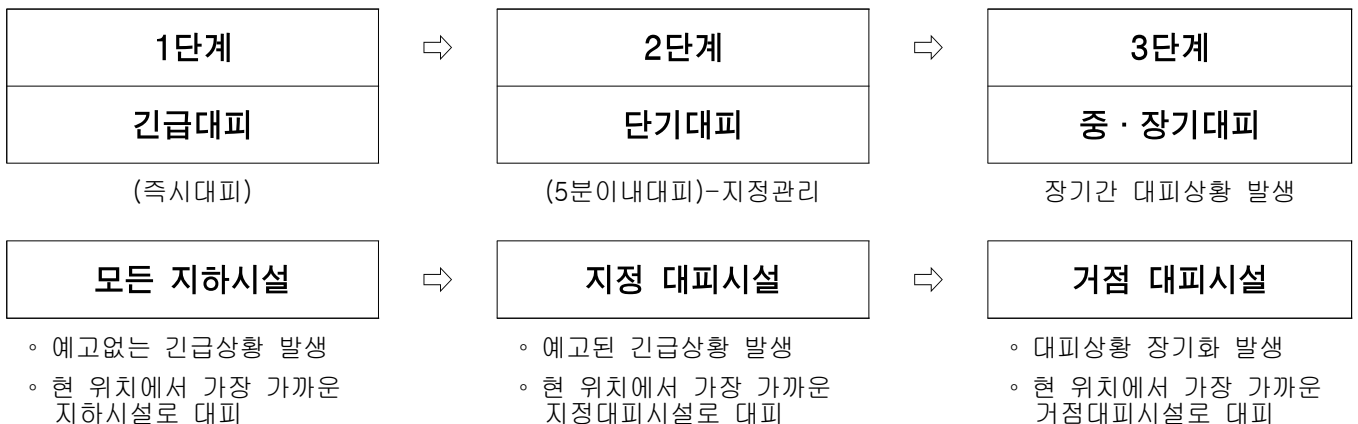 1단계 ⇨ 2단계 ⇨ 3단계
긴급대피 단기대피 중·장기대피
(즉시대피) (5분이내대피)-지정관리 장기간 대피상황 발생
모든 지하시설 ⇨ 지정 대피시설 ⇨ 거점 대피시설
◦ 예고없는 긴급상황 발생 ◦ 예고된 긴급상황 발생 ◦ 대피상황 장기화 발생
◦ 현 위치에서 가장 가까운 ◦ 현 위치에서 가장 가까운 ◦ 현 위치에서 가장 가까운
지하시설로 대피 지정대피시설로 대피 거점대피시설로 대피